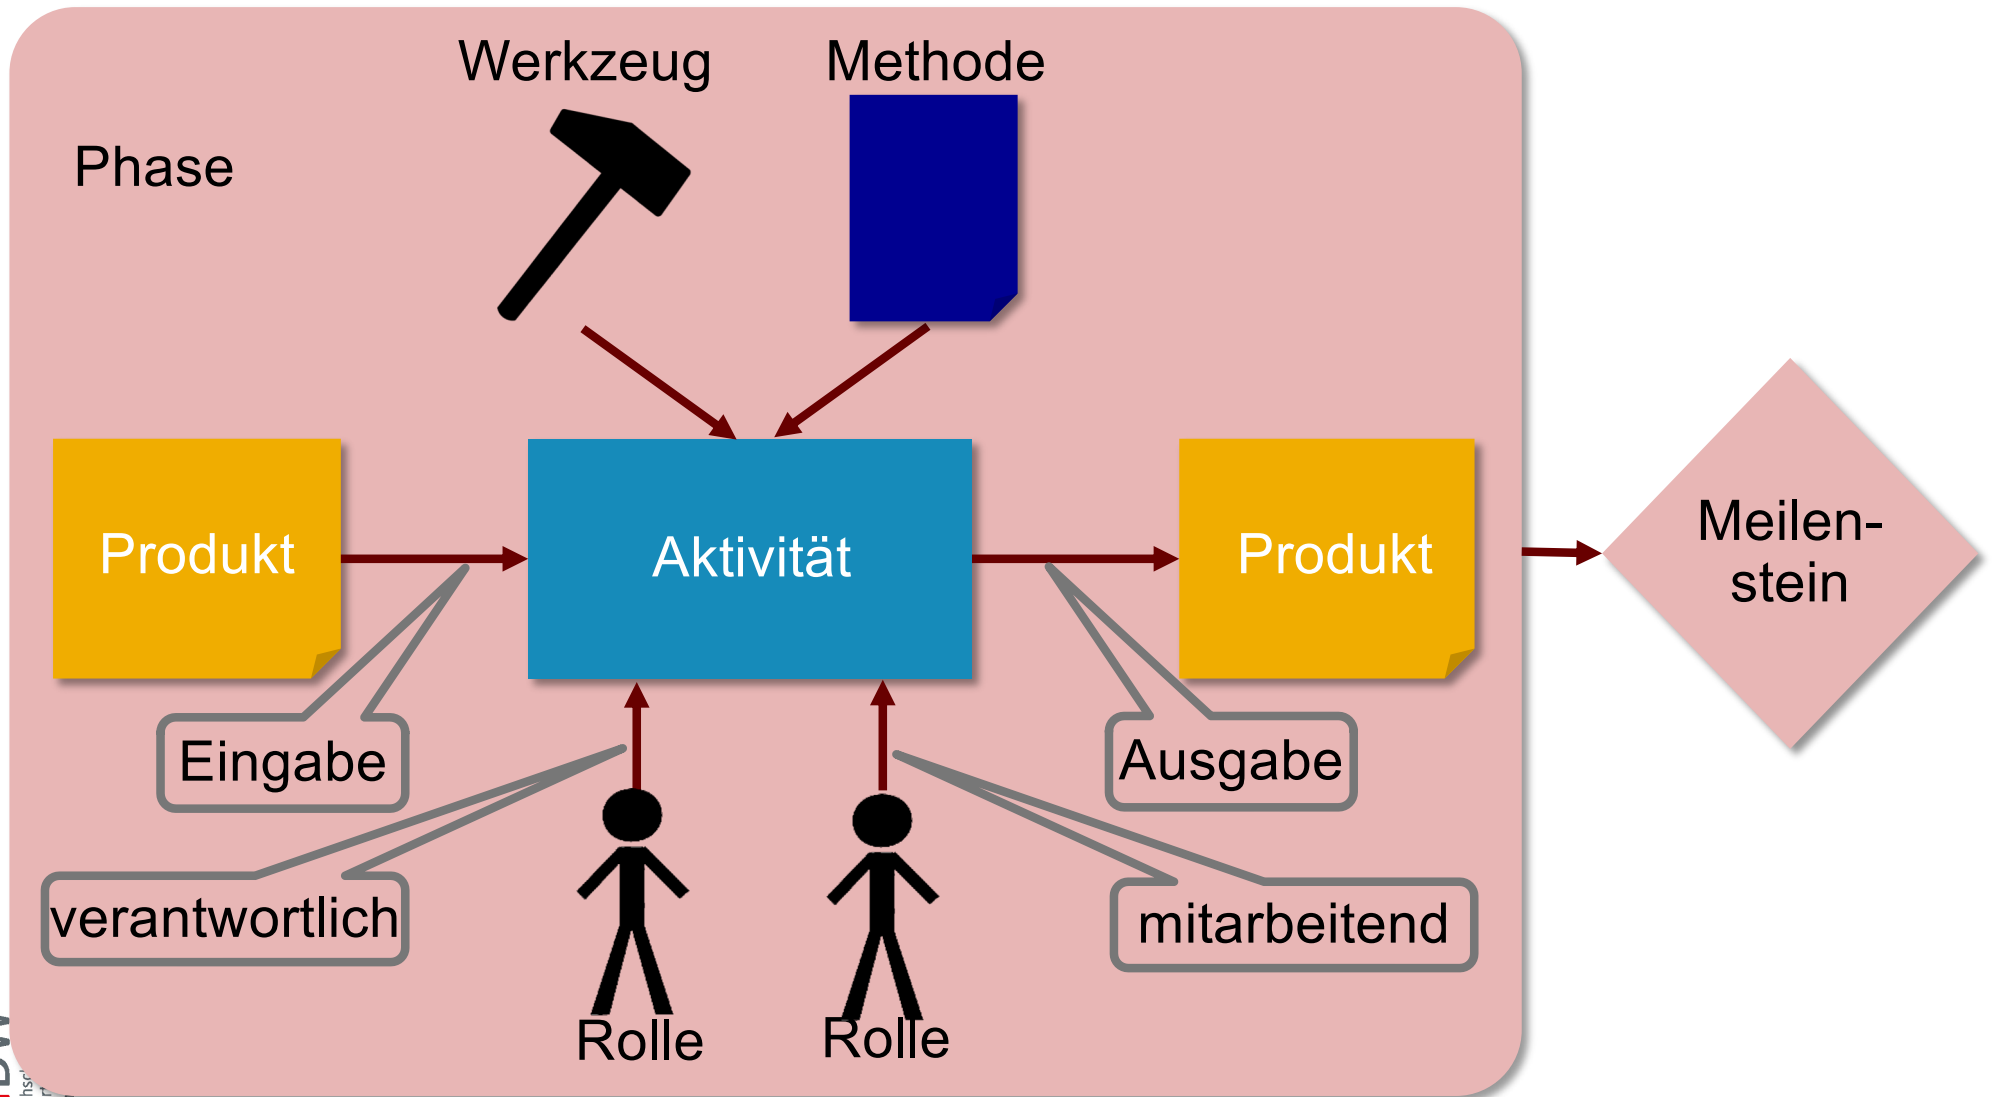 Werkzeug
Methode
Phase
Produkt
Aktivität
Produkt
Meilen-
stein
Eingabe
Ausgabe
verantwortlich
mitarbeitend
Rolle
Rolle